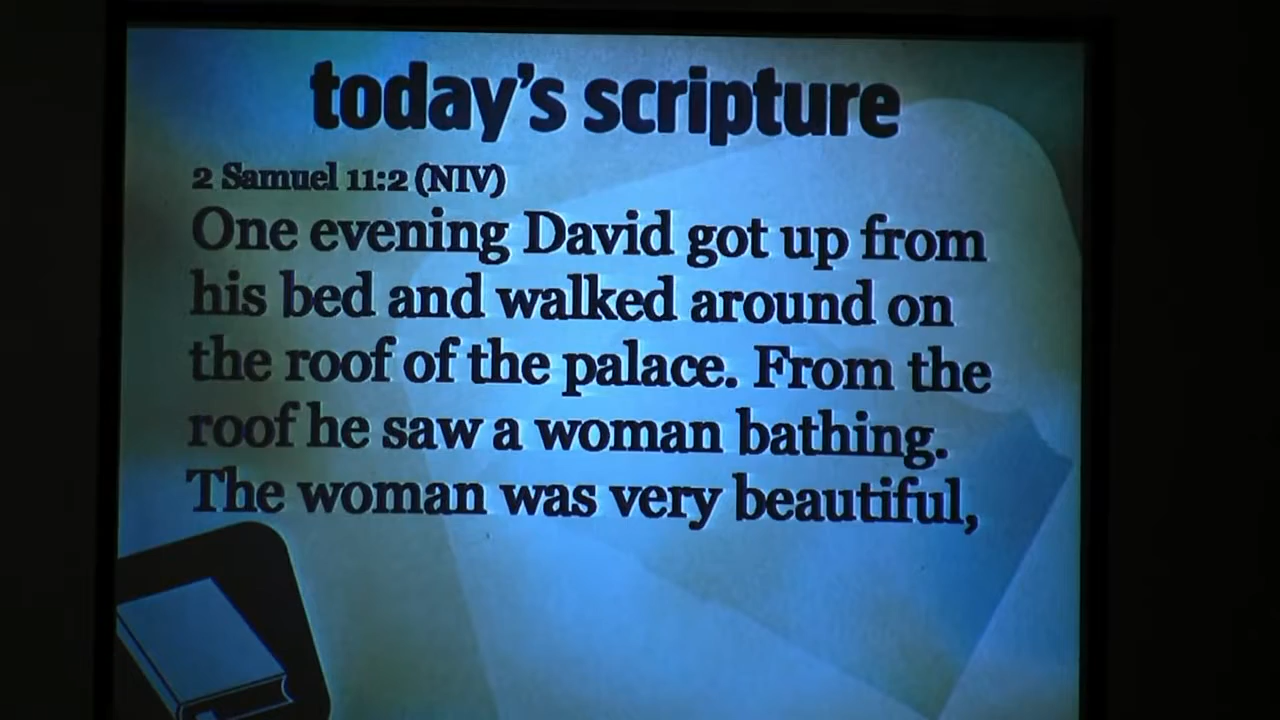 today's scripture
2 Samuel 11:2 (NIV)
One evening David got up from
his bed and walked around on
the roof of the palace. From the
roof he saw a woman bathing.
The woman was very beautiful,